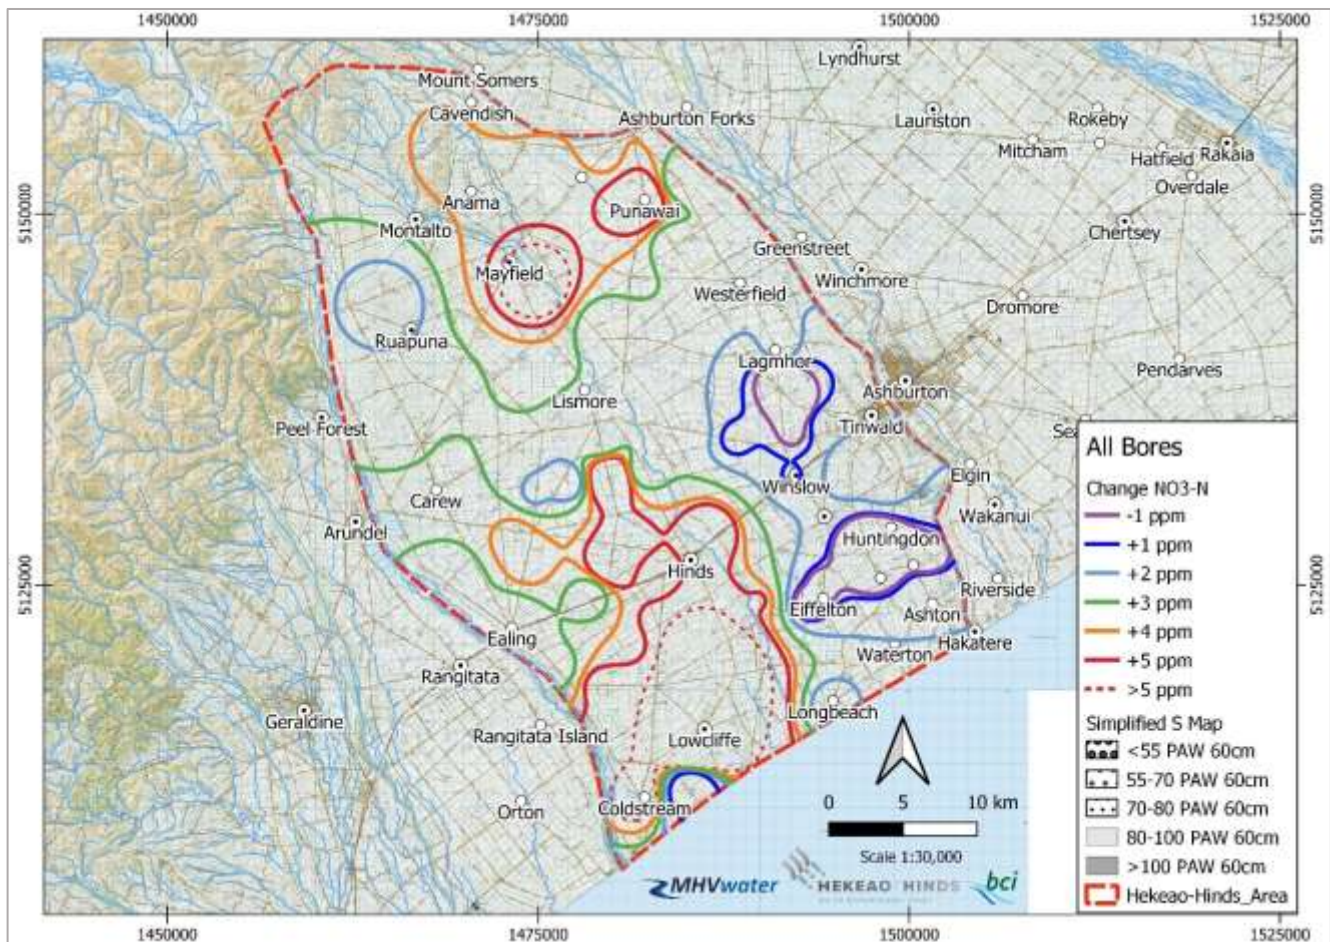 1450000
1475000
1500000
1525000
Lyndhurst
Mount Somers
Cavendish
Ashburton Forks
Lauriston
Rokeby
Mitcham
Hatfield
Rakaia
Overdale
5150000
5150000
Anama
Punawai
Montalto
Chertsey
Greenstreet
Mayfield
Winchmore
Westerfield
Dromore
Ruapuna
Lagmhor
Pendarves
Ashburton
Lismore
Peel Forest
Tinwald
Se
All Bores
Change NO3-N
-1 ppm
+1 ppm
+2 ppm
+3 ppm
+4 ppm
+5 ppm
>5 ppm
Simplified S Map
<55 PAW 60cm
55-70 PAW 60cm
70-80 PAW 60cm
80-100 PAW 60cm
>100 PAW 60cm
Hekeao-Hinds_Area
Elgin
Winslow
Carew
Wakanui
Arundel
Huntingdon
Hinds
5125000
5125000
Riverside
Eiffelton
Ashton
Ealing
Hakatere
Waterton
Rangitata
Longbeach
Geraldine
Rangitata Island
Lowcliffe
Coldstream
Orton
0 5 10 km
Scale 1:30,000
MHVwater
HEKEAO HINDS
bci
1450000
1475000
1500000
1525000